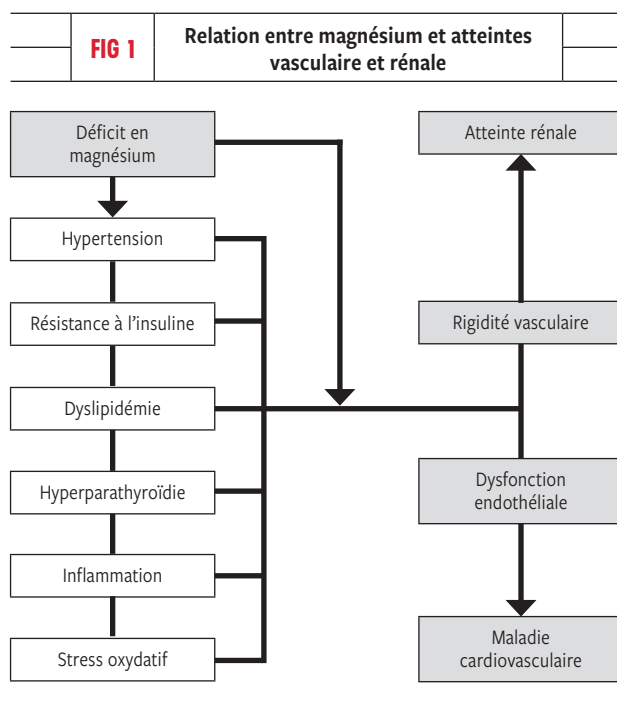 FIG 1
Relation entre magnésium et atteintes
vasculaire et rénale
Déficit en
magnésium
Hypertension
Résistance à l'insuline
Dyslipidémie
Hyperparathyroïdie
Inflammation
Stress oxydatif
Atteinte rénale
Rigidité vasculaire
Dysfonction
endothéliale
Maladie
cardiovasculaire